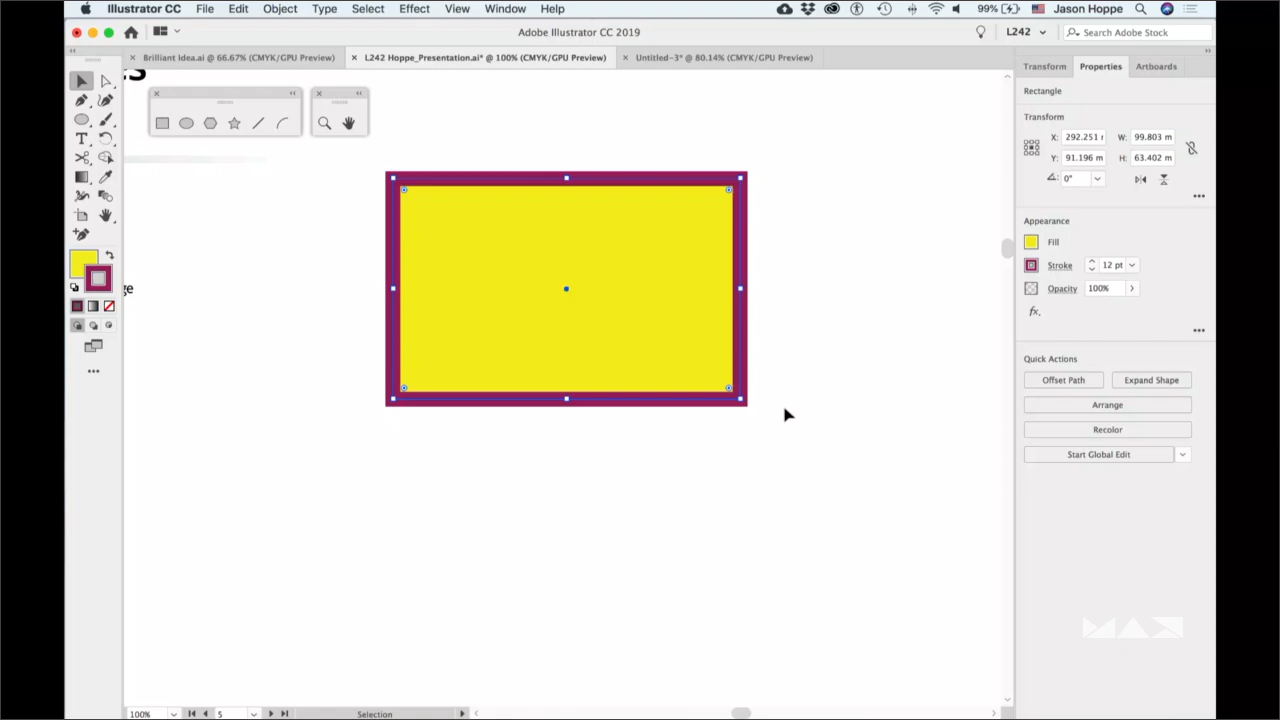 Illustrator CC File Edit Object Type Select Effect View Window Help 99% Jason Hoppe
Adobe Illustrator CC 2019 L242 Search Adobe Stock
Brilliant Idea.ai @ 66.67% (CMYK/GPU Preview) L242 Hoppe_Presentation.ai* @ 100% (CMYK/GPU Preview) Untitled-3* @ 80.14% (CMYK/GPU Preview)
Transform Properties Artboards
Rectangle
Transform
X: 292.251 W: 99.803 m
Y: 91.196 m H: 63.402 m
0°
Appearance
Fill
Stroke 12 pt
Opacity 100%
fx.
ge
Quick Actions
Offset Path Expand Shape
Arrange
Recolor
Start Global Edit
MAX
100% 5 Selection